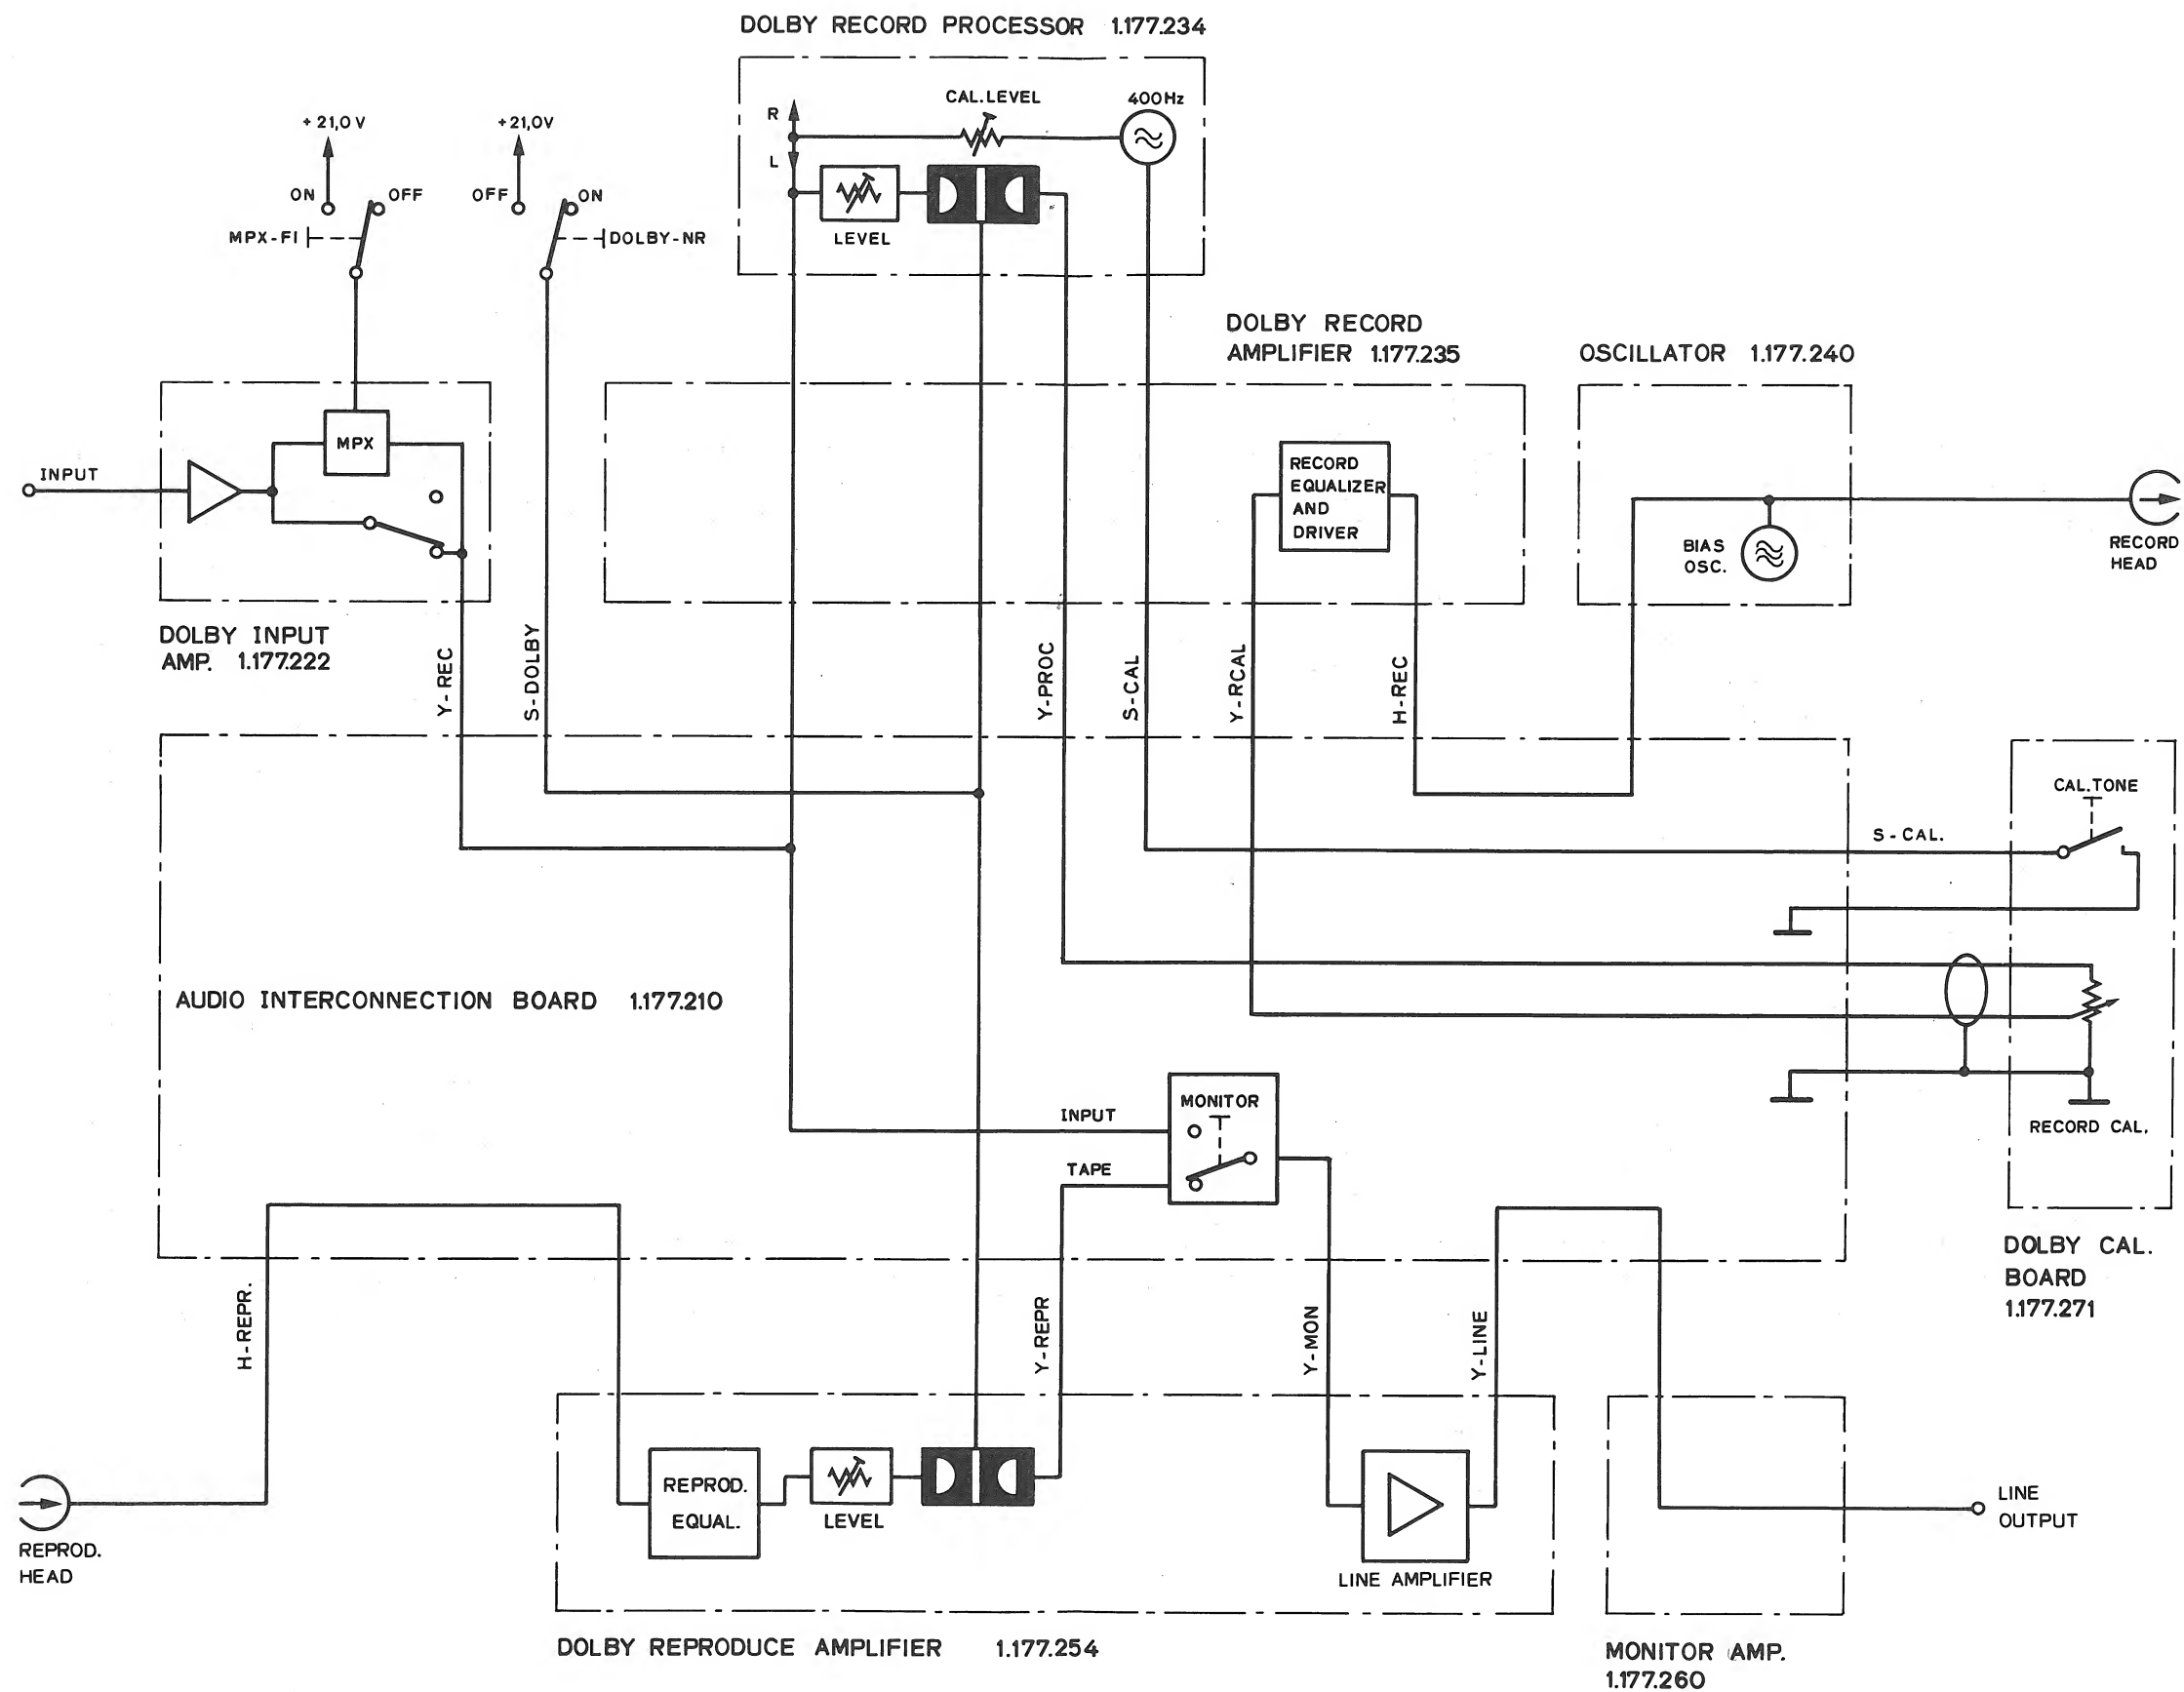 DOLBY RECORD PROCESSOR 1.177.234
+21,0 V
+21,0V
R
CAL. LEVEL
400Hz
L
ON
OFF
OFF
ON
MPX-FI
DOLBY-NR
LEVEL
DOLBY RECORD
AMPLIFIER 1.177.235
OSCILLATOR 1.177.240
MPX
INPUT
RECORD
EQUALIZER
AND
DRIVER
BIAS
OSC.
RECORD
HEAD
DOLBY INPUT
AMP. 1.177.222
Y-REC
S-DOLBY
Y-PROC
S-CAL
Y-RCAL
H-REC
CAL. TONE
S-CAL.
AUDIO INTERCONNECTION BOARD 1.177.210
MONITOR
INPUT
TAPE
RECORD CAL.
DOLBY CAL.
BOARD
1.177.271
H-REPR.
Y-REPR
Y-MON
Y-LINE
REPROD.
EQUAL.
LEVEL
LINE AMPLIFIER
LINE
OUTPUT
REPROD.
HEAD
DOLBY REPRODUCE AMPLIFIER 1.177.254
MONITOR AMP.
1.177.260